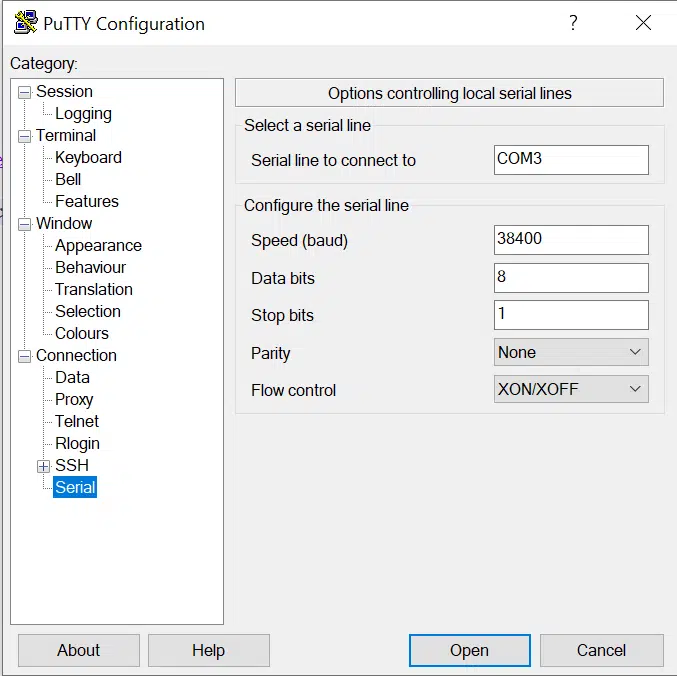 PuTTY Configuration
Category:
Session
Logging
Terminal
Keyboard
Bell
Features
Window
Appearance
Behaviour
Translation
Selection
Colours
Connection
Data
Proxy
Telnet
Rlogin
SSH
Serial
Options controlling local serial lines
Select a serial line
Serial line to connect to COM3
Configure the serial line
Speed (baud) 38400
Data bits 8
Stop bits 1
Parity None
Flow control XON/XOFF
About Help Open Cancel